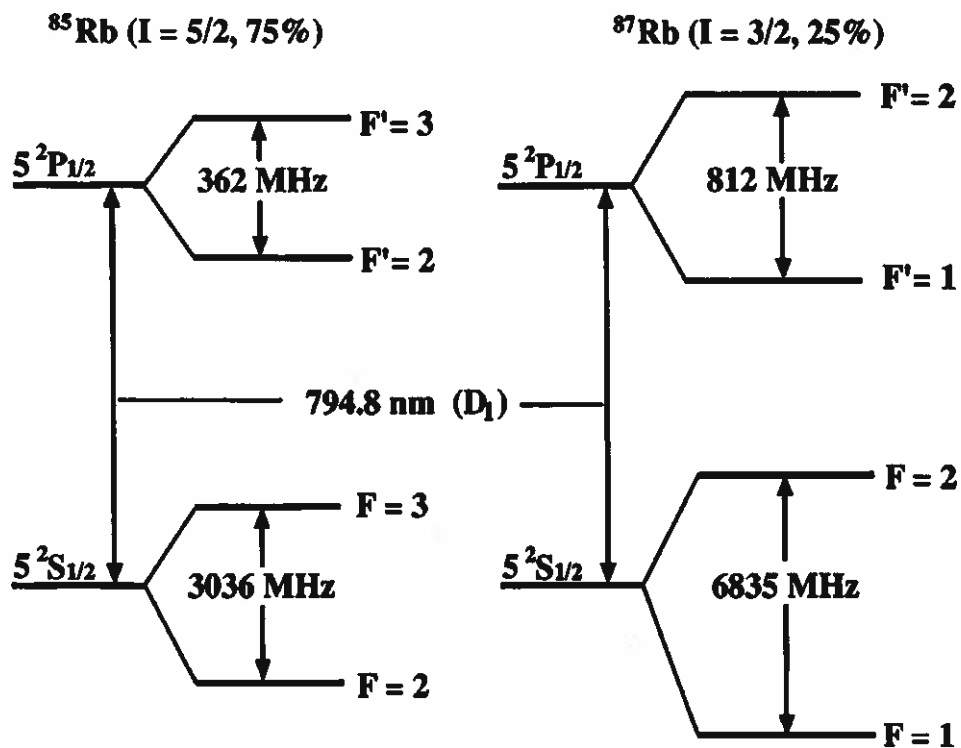 ⁸⁵Rb (I = 5/2, 75%)
F'= 3
5 ²P₁/₂
362 MHz
F'= 2
⁸⁷Rb (I = 3/2, 25%)
F'= 2
5 ²P₁/₂
812 MHz
F'= 1
794.8 nm (D₁)
F = 3
5 ²S₁/₂
3036 MHz
F = 2
F = 2
5 ²S₁/₂
6835 MHz
F = 1